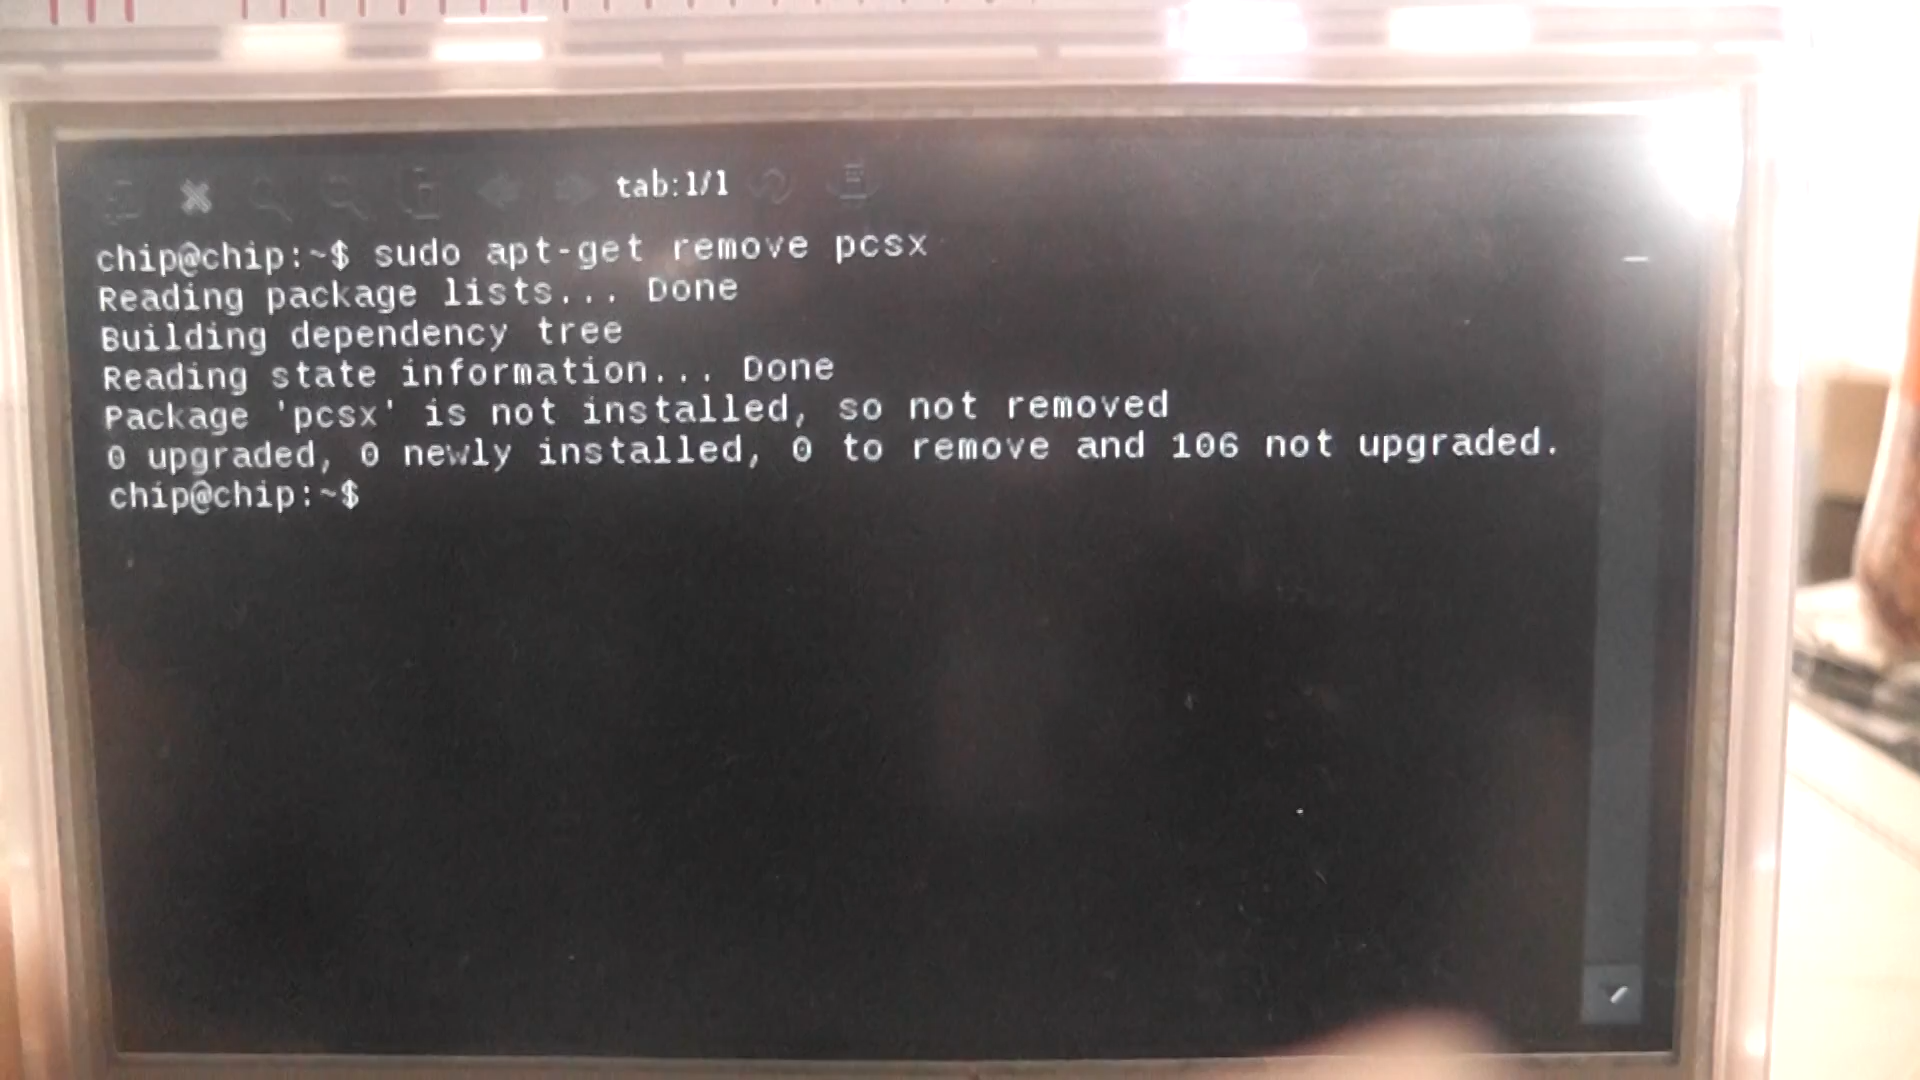 tab:1/1
chip@chip:~$ sudo apt-get remove pcsx
Reading package lists... Done
Building dependency tree
Reading state information... Done
Package 'pcsx' is not installed, so not removed
0 upgraded, 0 newly installed, 0 to remove and 106 not upgraded.
chip@chip:~$